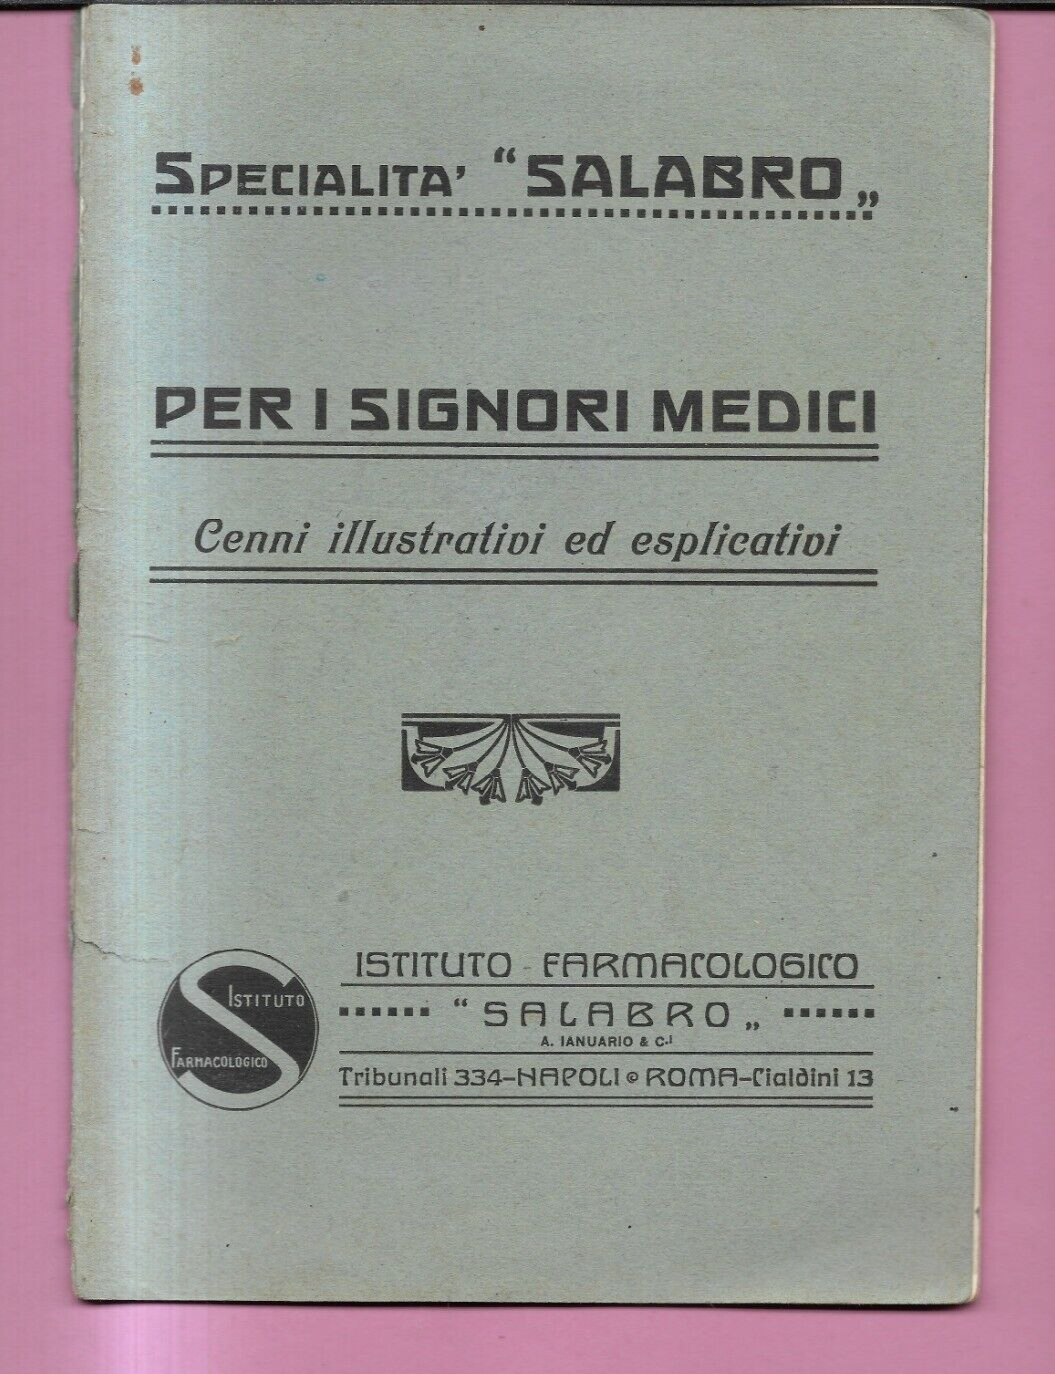 SPECIALITA' “SALABRO„
PER I SIGNORI MEDICI
Cenni illustrativi ed esplicativi
ISTITUTO FARMACOLOGICO
“SALABRO„
A. IANUARIO & C.i
Tribunali 334-NAPOLI ROMA-Cialdini 13
S
ISTITUTO
FARMACOLOGICO